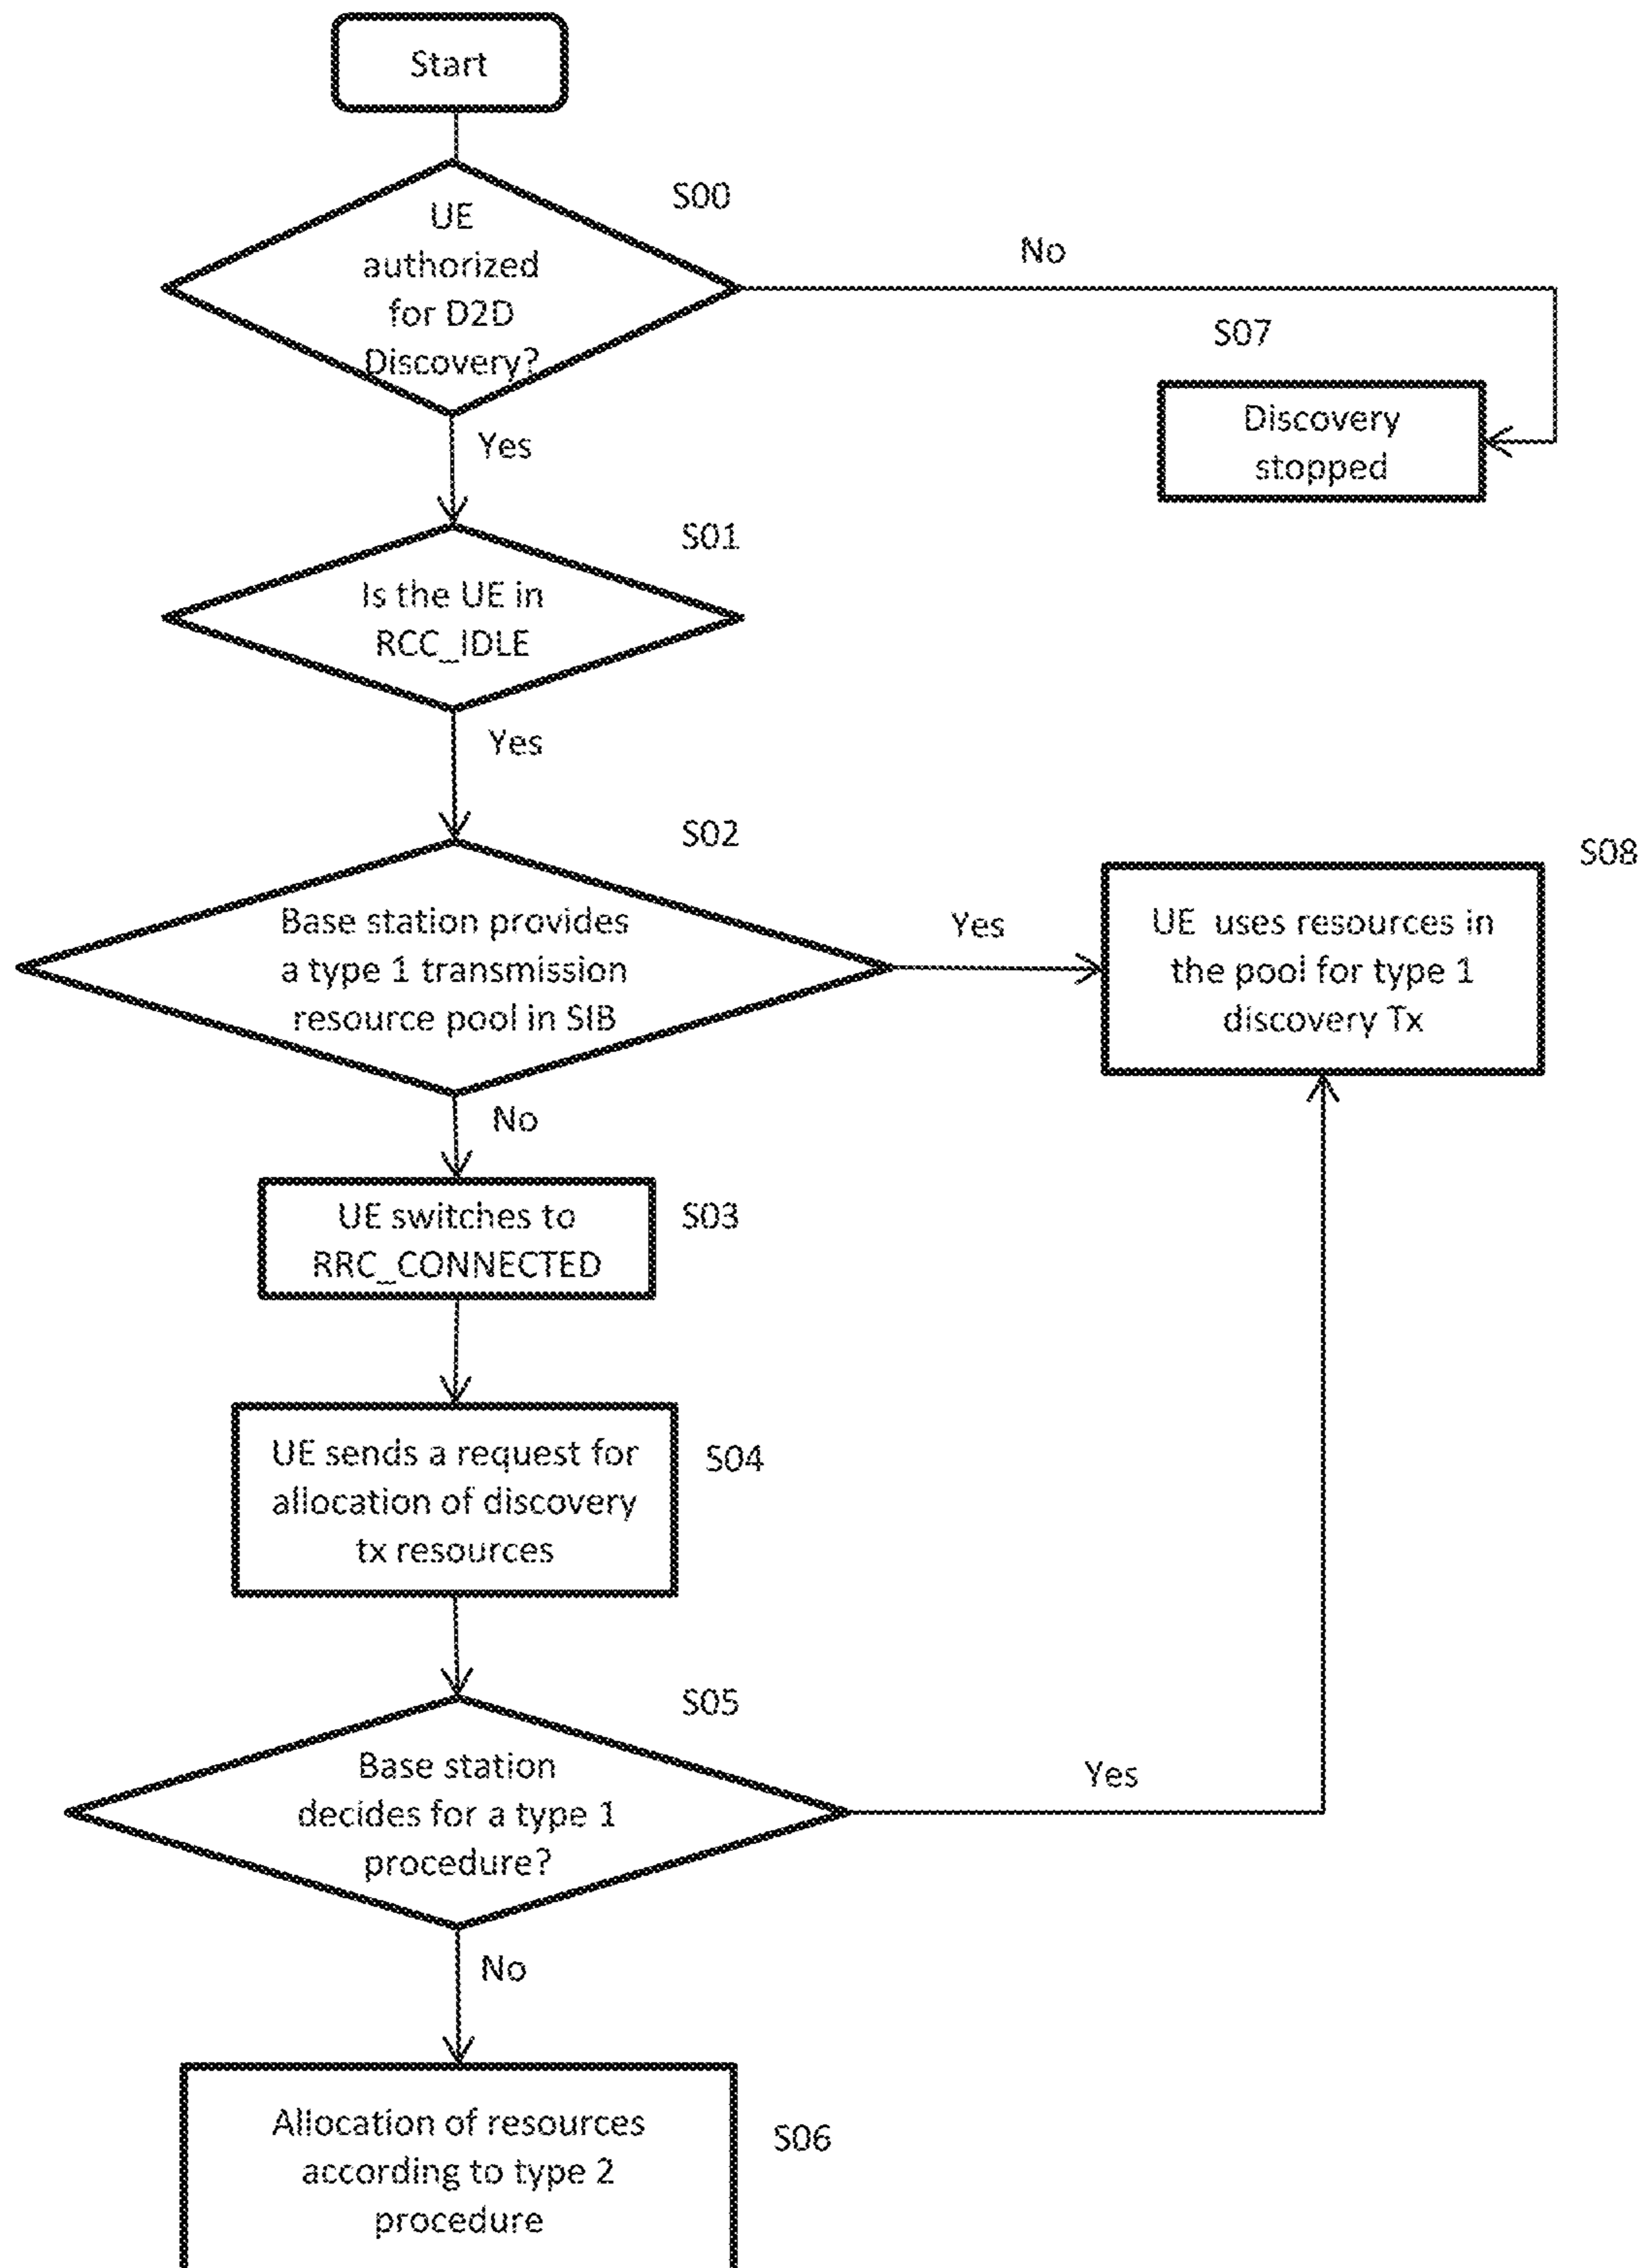 Start
S00
UE
authorized
for D2D
Discovery?
No
S07
Discovery
stopped
Yes
S01
Is the UE in
RCC_IDLE
Yes
S02
Base station provides
a type 1 transmission
resource pool in SIB
Yes
S08
UE uses resources in
the pool for type 1
discovery Tx
No
UE switches to
RRC_CONNECTED
S03
UE sends a request for
allocation of discovery
tx resources
S04
S05
Base station
decides for a type 1
procedure?
Yes
No
Allocation of resources
according to type 2
procedure
S06